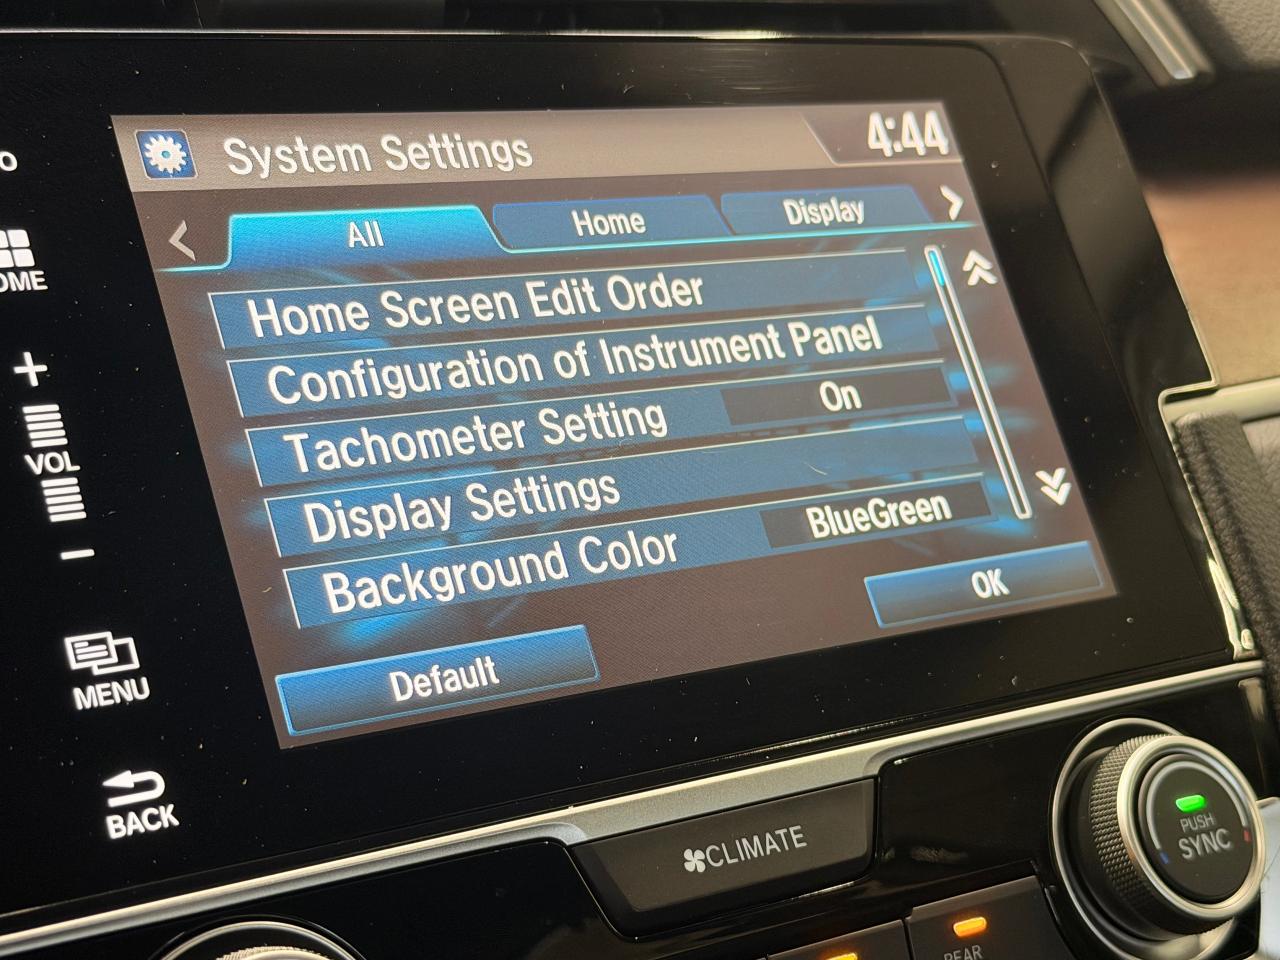 System Settings
4:44
All
Home
Display
Home Screen Edit Order
Configuration of Instrument Panel
Tachometer Setting
On
Display Settings
Background Color
BlueGreen
OK
Default
VOL
MENU
BACK
CLIMATE
PUSH
SYNC
REAR